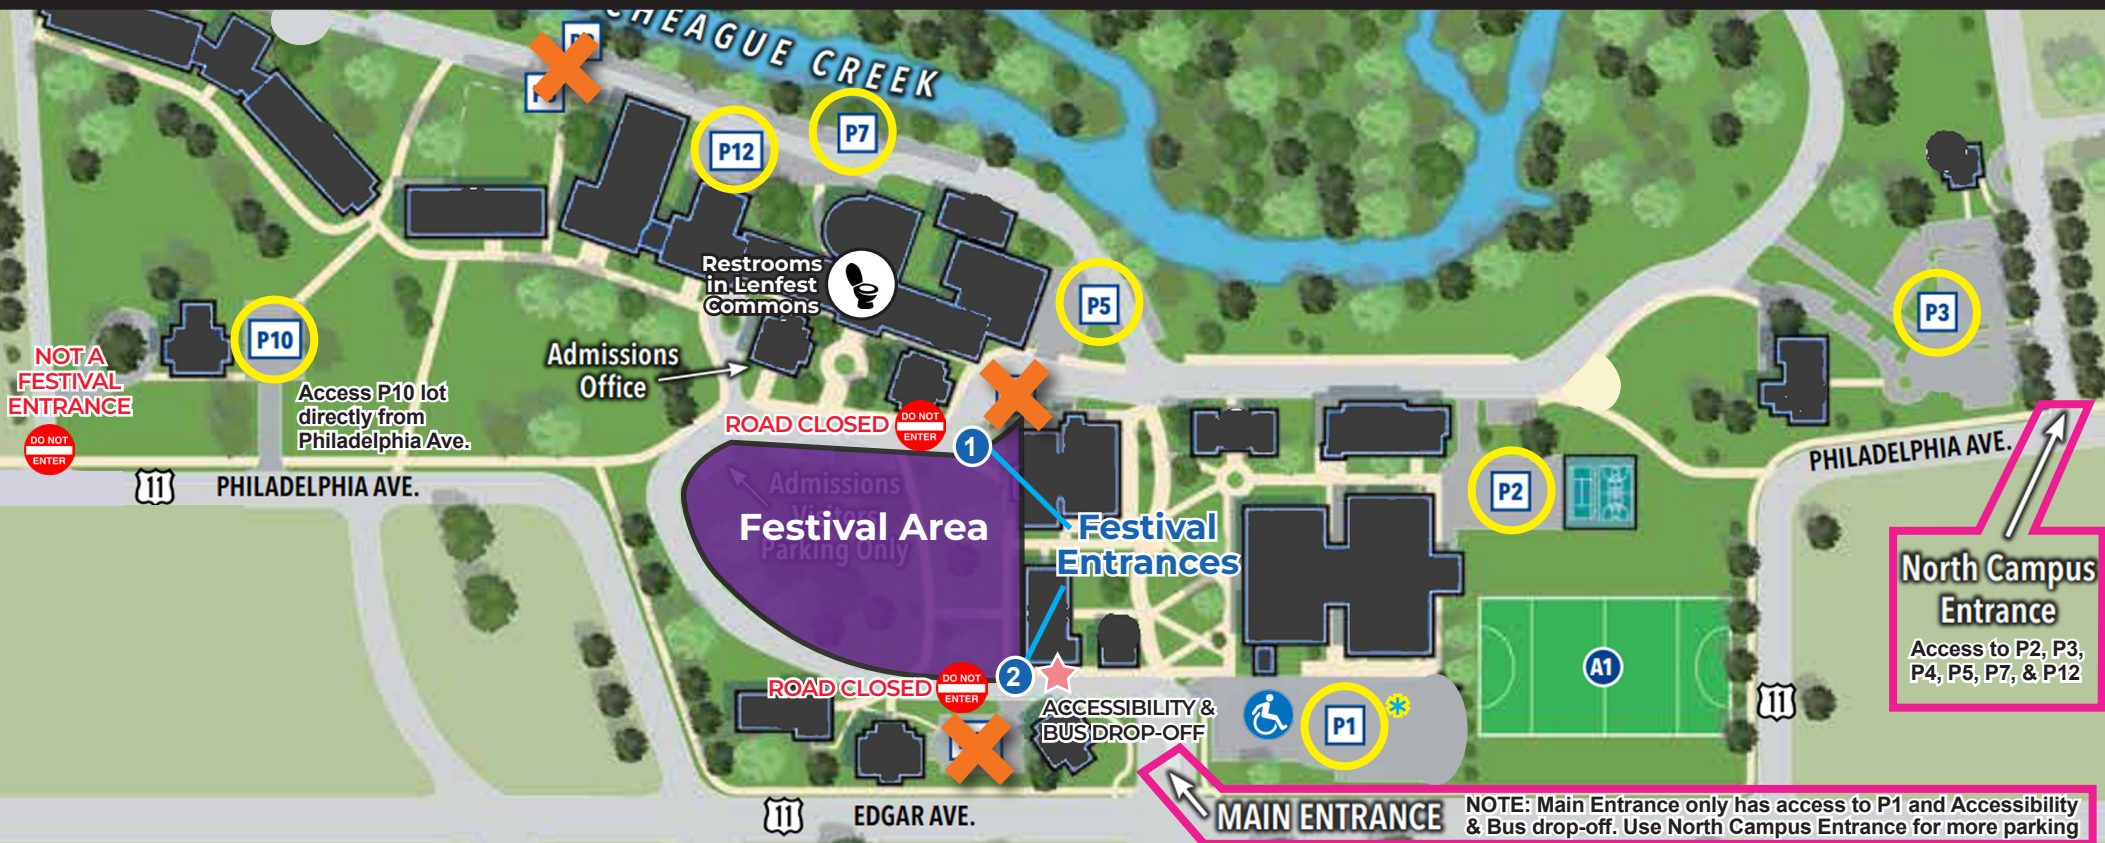 CHEAGUE CREEK
P12
P7
Restrooms
in Lenfest
Commons
P5
P3
P10
NOT A
FESTIVAL
ENTRANCE
DO NOT
ENTER
Access P10 lot
directly from
Philadelphia Ave.
Admissions
Office
ROAD CLOSED
DO NOT
ENTER
1
11
PHILADELPHIA AVE.
PHILADELPHIA AVE.
Admissions
Visitors
Parking Only
Festival Area
Festival
Entrances
P2
North Campus
Entrance
Access to P2, P3,
P4, P5, P7, & P12
A1
11
2
ROAD CLOSED
DO NOT
ENTER
ACCESSIBILITY &
BUS DROP-OFF
P1
*
11
EDGAR AVE.
MAIN ENTRANCE
NOTE: Main Entrance only has access to P1 and Accessibility
& Bus drop-off. Use North Campus Entrance for more parking